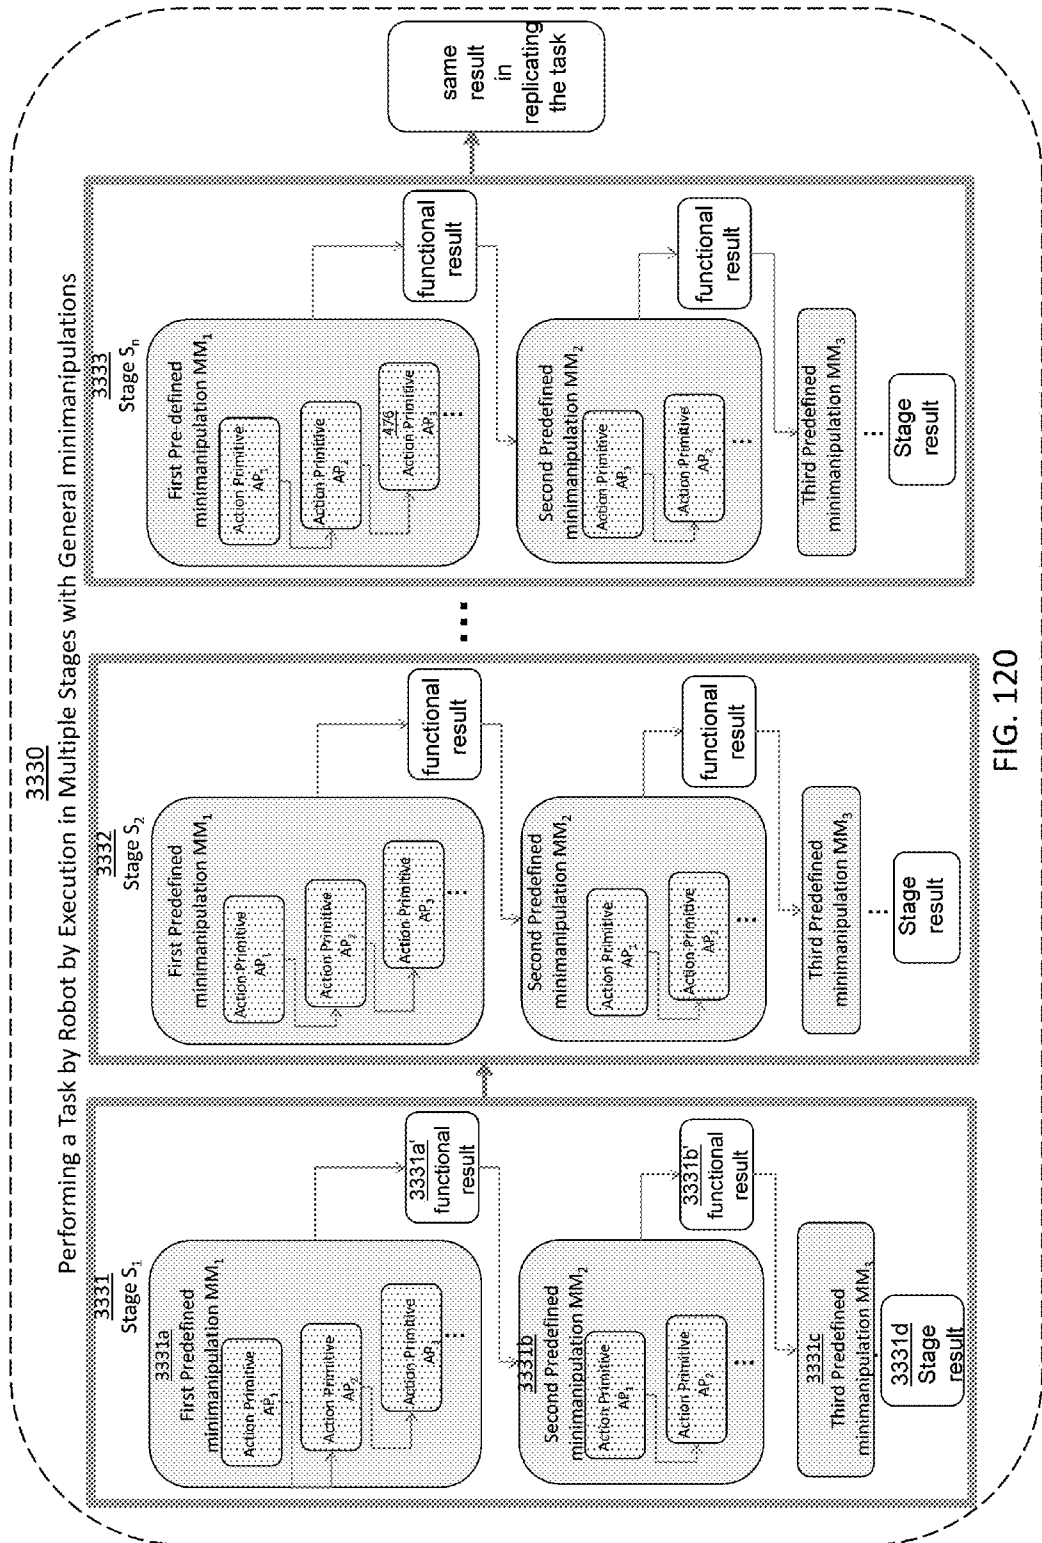 3330
Performing a Task by Robot by Execution in Multiple Stages with General minimanipulations
3331
Stage S1
3331a
First Predefined
minimanipulation MM1
Action Primitive
AP1
Action Primitive
AP2
Action Primitive
AP3
⋮
3331a'
functional
result
3331b
Second Predefined
minimanipulation MM2
Action Primitive
AP1
Action Primitive
AP2
⋮
3331b'
functional
result
3331c
Third Predefined
minimanipulation MM3
3331d
Stage
result
3332
Stage S2
First Predefined
minimanipulation MM1
Action Primitive
AP1
Action Primitive
AP2
Action Primitive
AP3
⋮
functional
result
Second Predefined
minimanipulation MM2
Action Primitive
Action Primitive
AP2
⋮
functional
result
Third Predefined
minimanipulation MM3
⋮
Stage
result
...
3333
Stage Sn
First Pre-defined
minimanipulation MM1
Action Primitive
AP1
Action Primitive
AP2
476
Action Primitive
AP3
⋮
functional
result
Second Predefined
minimanipulation MM2
Action Primitive
Action Primitive
AP2
⋮
functional
result
Third Predefined
minimanipulation MM3
⋮
Stage
result
same
result
in
replicating
the task
FIG. 120